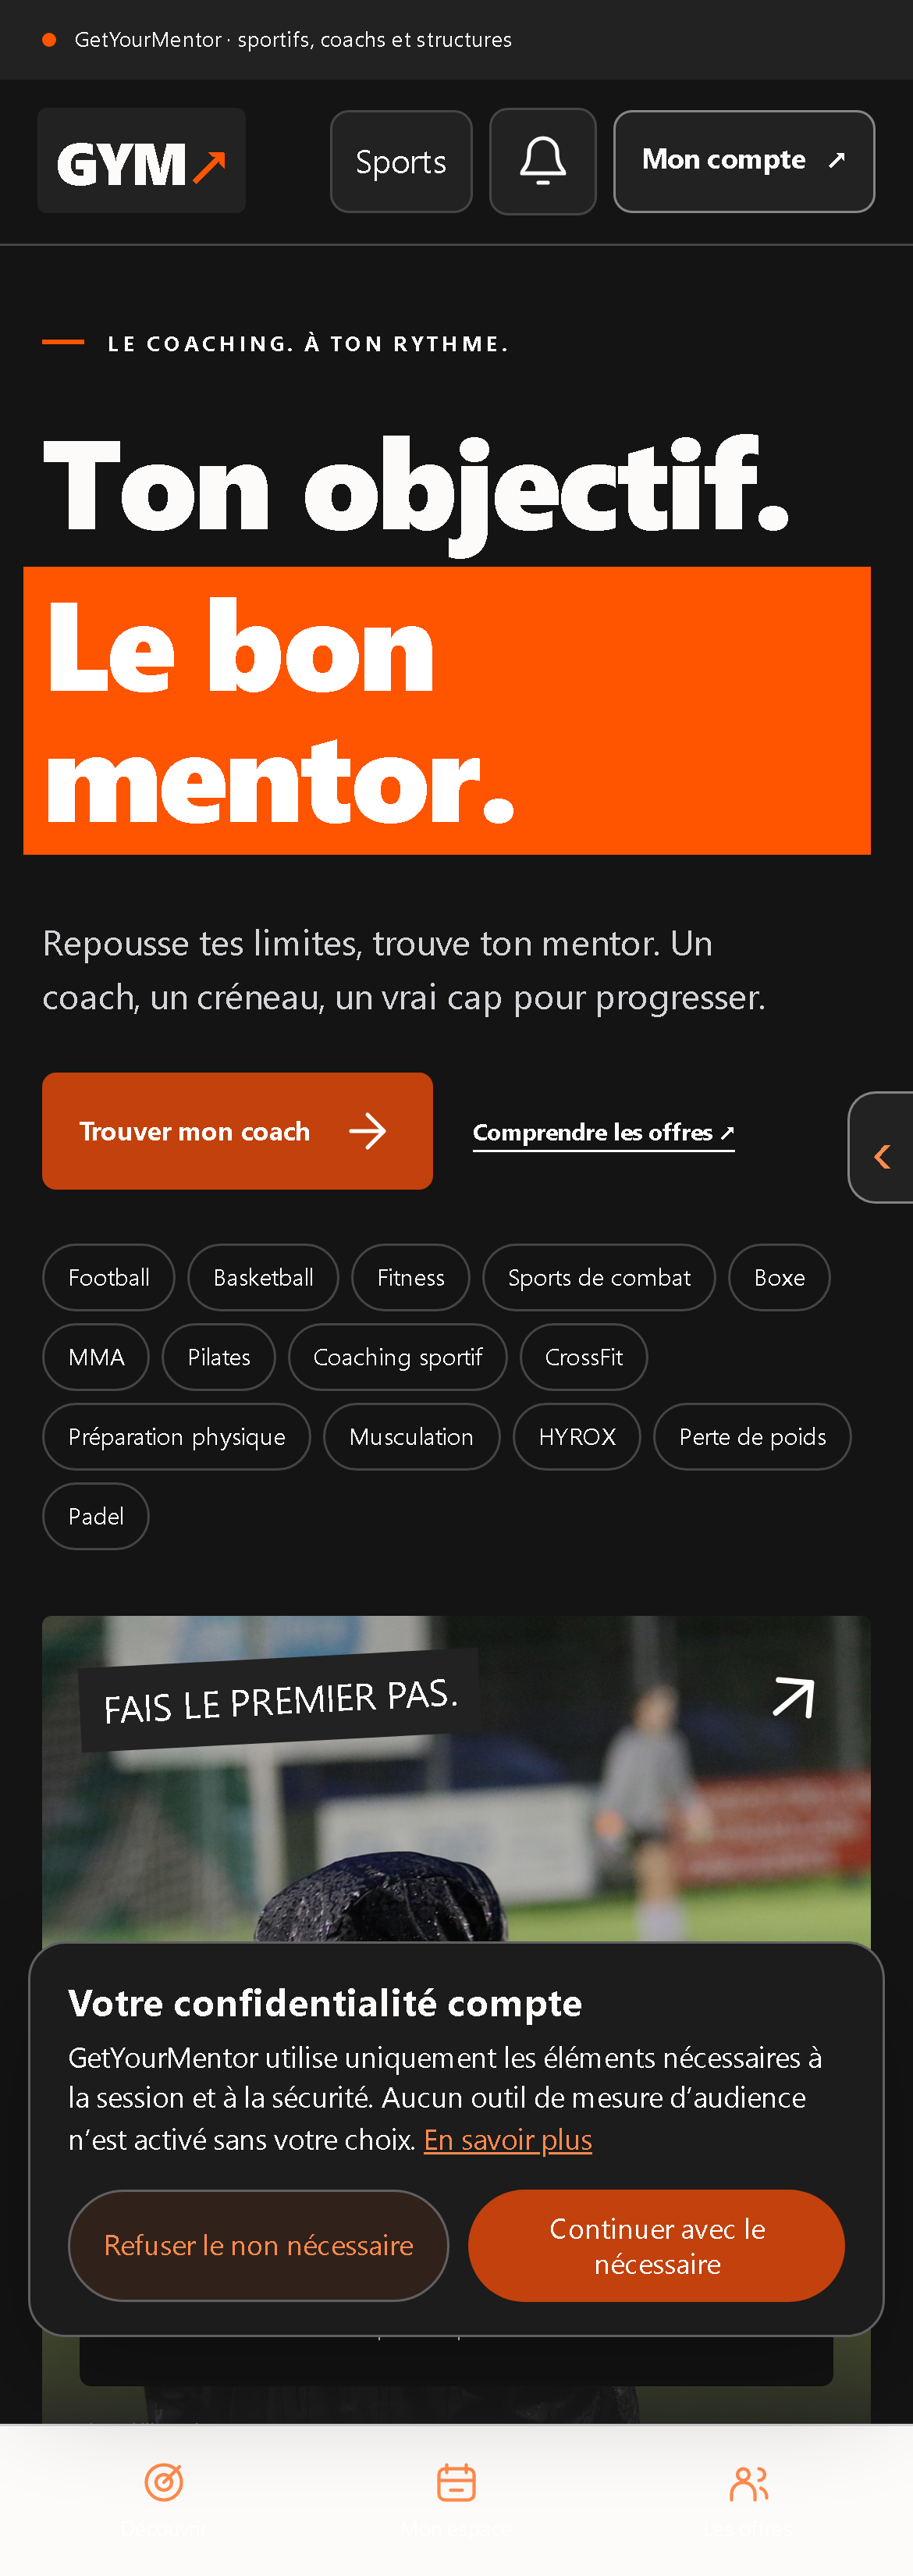 GetYourMentor · sportifs, coachs et structures
GYM↗
Sports
Mon compte ↗
LE COACHING. À TON RYTHME.
Ton objectif.
Le bon
mentor.
Repousse tes limites, trouve ton mentor. Un
coach, un créneau, un vrai cap pour progresser.
Trouver mon coach →
Comprendre les offres ↗
Football
Basketball
Fitness
Sports de combat
Boxe
MMA
Pilates
Coaching sportif
CrossFit
Préparation physique
Musculation
HYROX
Perte de poids
Padel
FAIS LE PREMIER PAS.
Votre confidentialité compte
GetYourMentor utilise uniquement les éléments nécessaires à
la session et à la sécurité. Aucun outil de mesure d’audience
n’est activé sans votre choix. En savoir plus
Refuser le non nécessaire
Continuer avec le
nécessaire
Découvrir
Mon espace
Les offres